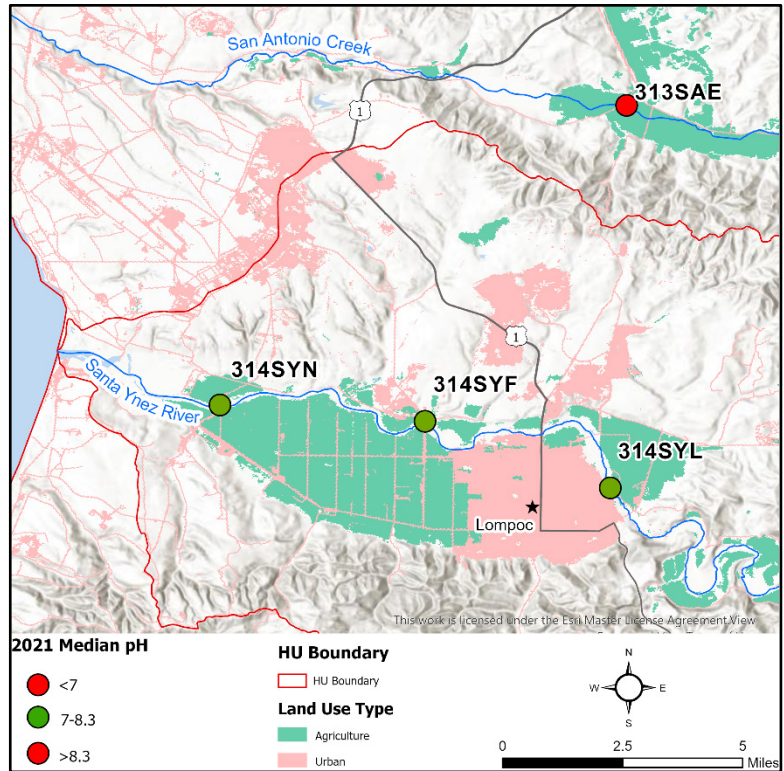 San Antonio Creek
313SAE
1
1
314SYN
314SYF
Santa Ynez River
314SYL
Lompoc
This work is licensed under the Esri Master License Agreement View
2021 Median pH
<7
7-8.3
>8.3
HU Boundary
HU Boundary
Land Use Type
Agriculture
Urban
N
W E
S
0 2.5 5
Miles